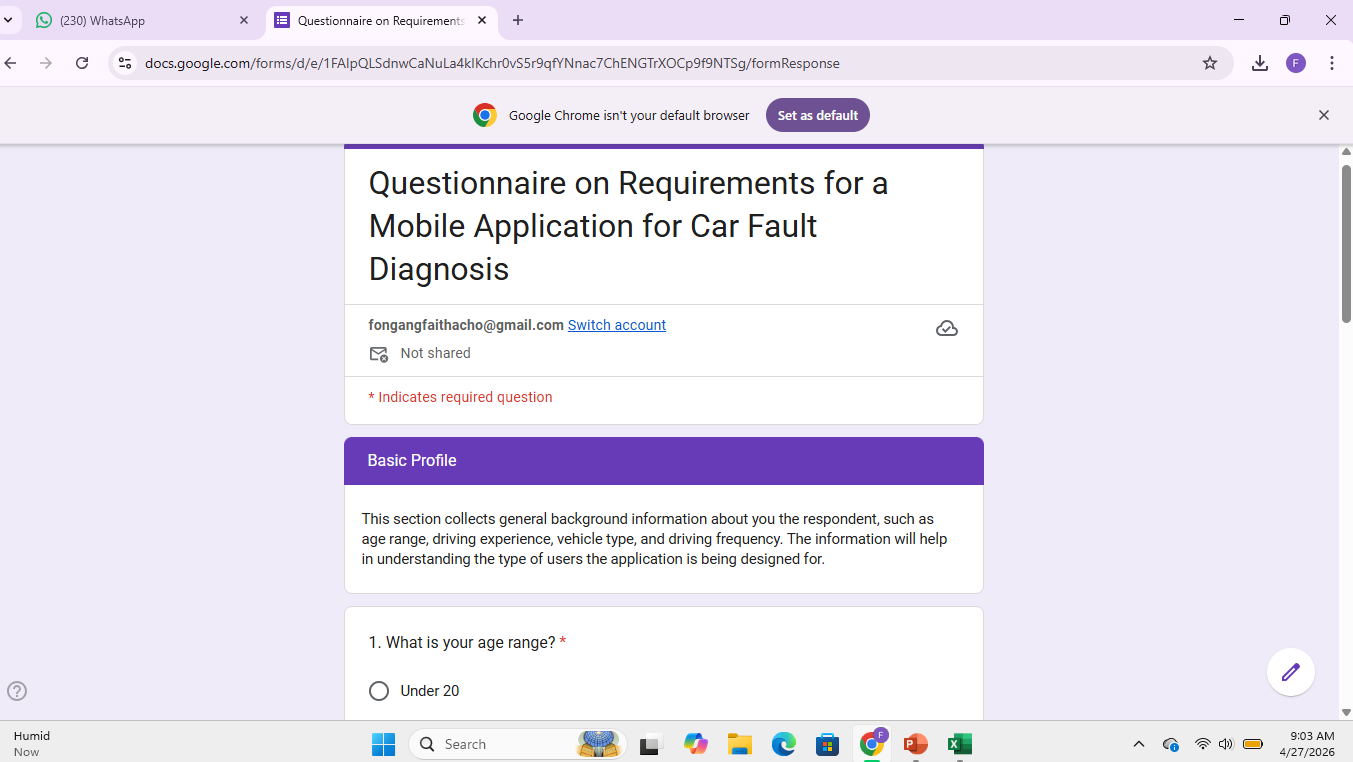 (230) WhatsApp
Questionnaire on Requirements
docs.google.com/forms/d/e/1FAIpQLSdnwCaNuLa4kIKchr0vS5r9qfYNnac7ChENGTrXOCp9f9NTSg/formResponse
F
Google Chrome isn't your default browser
Set as default
Questionnaire on Requirements for a
Mobile Application for Car Fault
Diagnosis
fongangfaithacho@gmail.com Switch account
Not shared
* Indicates required question
Basic Profile
This section collects general background information about you the respondent, such as
age range, driving experience, vehicle type, and driving frequency. The information will help
in understanding the type of users the application is being designed for.
1. What is your age range? *
Under 20
Humid
Now
Search
F
P
X
9:03 AM
4/27/2026